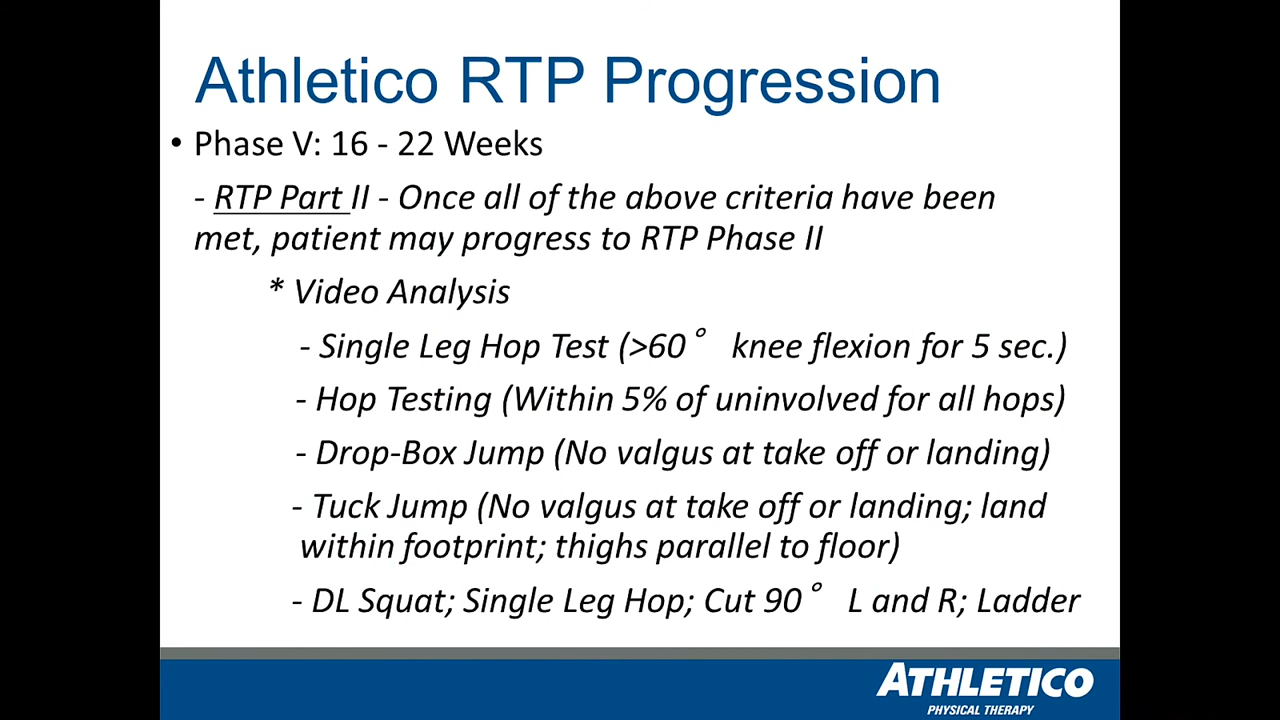 Athletico RTP Progression
• Phase V: 16 - 22 Weeks
- RTP Part II - Once all of the above criteria have been
met, patient may progress to RTP Phase II
* Video Analysis
- Single Leg Hop Test (>60° knee flexion for 5 sec.)
- Hop Testing (Within 5% of uninvolved for all hops)
- Drop-Box Jump (No valgus at take off or landing)
- Tuck Jump (No valgus at take off or landing; land
within footprint; thighs parallel to floor)
- DL Squat; Single Leg Hop; Cut 90° L and R; Ladder
ATHLETICO
PHYSICAL THERAPY